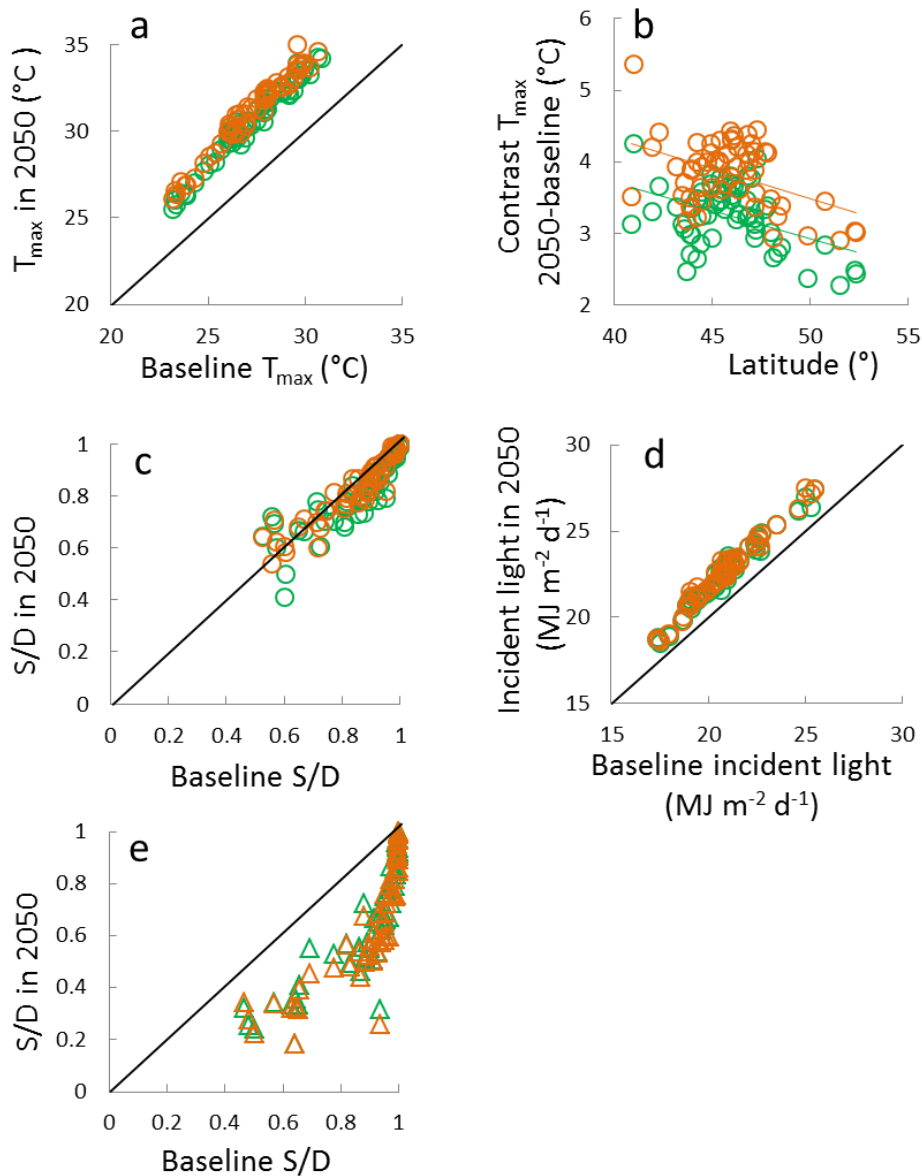 a
35
30
25
20
T_max in 2050 (°C)
20 25 30 35
Baseline T_max (°C)
b
6
5
4
3
2
Contrast T_max
2050-baseline (°C)
40 45 50 55
Latitude (°)
c
1
0.8
0.6
0.4
0.2
0
S/D in 2050
0 0.2 0.4 0.6 0.8 1
Baseline S/D
d
30
25
20
15
Incident light in 2050
(MJ m⁻² d⁻¹)
15 20 25 30
Baseline incident light
(MJ m⁻² d⁻¹)
e
1
0.8
0.6
0.4
0.2
0
S/D in 2050
0 0.2 0.4 0.6 0.8 1
Baseline S/D